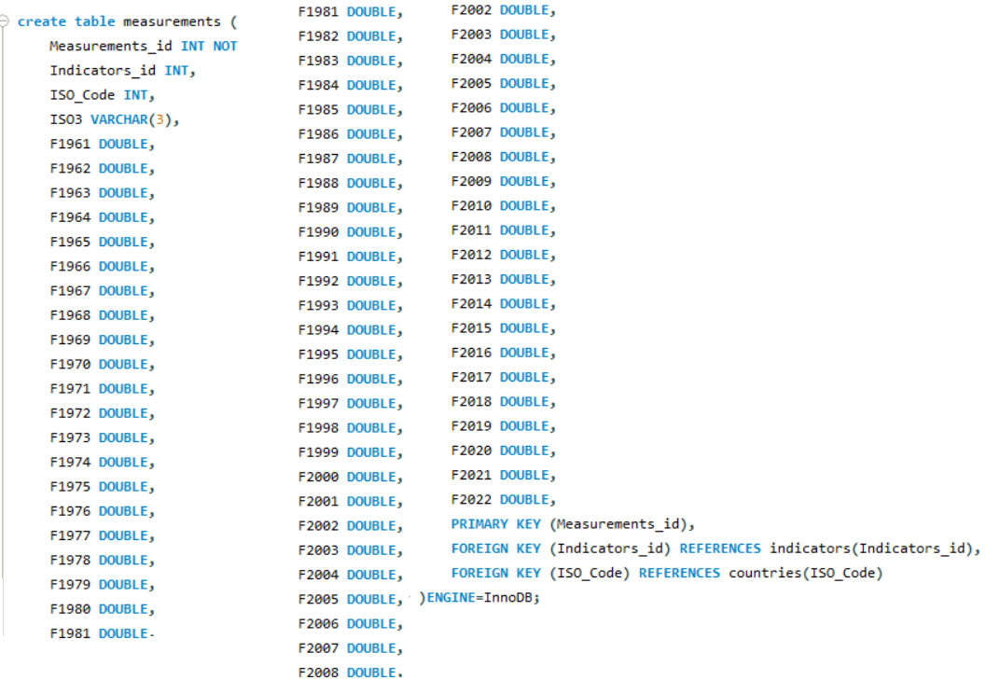 create table measurements (
Measurements_id INT NOT
Indicators_id INT,
ISO_Code INT,
ISO3 VARCHAR(3),
F1961 DOUBLE,
F1962 DOUBLE,
F1963 DOUBLE,
F1964 DOUBLE,
F1965 DOUBLE,
F1966 DOUBLE,
F1967 DOUBLE,
F1968 DOUBLE,
F1969 DOUBLE,
F1970 DOUBLE,
F1971 DOUBLE,
F1972 DOUBLE,
F1973 DOUBLE,
F1974 DOUBLE,
F1975 DOUBLE,
F1976 DOUBLE,
F1977 DOUBLE,
F1978 DOUBLE,
F1979 DOUBLE,
F1980 DOUBLE,
F1981 DOUBLE.
F1981 DOUBLE,
F1982 DOUBLE,
F1983 DOUBLE,
F1984 DOUBLE,
F1985 DOUBLE,
F1986 DOUBLE,
F1987 DOUBLE,
F1988 DOUBLE,
F1989 DOUBLE,
F1990 DOUBLE,
F1991 DOUBLE,
F1992 DOUBLE,
F1993 DOUBLE,
F1994 DOUBLE,
F1995 DOUBLE,
F1996 DOUBLE,
F1997 DOUBLE,
F1998 DOUBLE,
F1999 DOUBLE,
F2000 DOUBLE,
F2001 DOUBLE,
F2002 DOUBLE,
F2003 DOUBLE,
F2004 DOUBLE,
F2005 DOUBLE,
F2006 DOUBLE,
F2007 DOUBLE,
F2008 DOUBLE.
F2002 DOUBLE,
F2003 DOUBLE,
F2004 DOUBLE,
F2005 DOUBLE,
F2006 DOUBLE,
F2007 DOUBLE,
F2008 DOUBLE,
F2009 DOUBLE,
F2010 DOUBLE,
F2011 DOUBLE,
F2012 DOUBLE,
F2013 DOUBLE,
F2014 DOUBLE,
F2015 DOUBLE,
F2016 DOUBLE,
F2017 DOUBLE,
F2018 DOUBLE,
F2019 DOUBLE,
F2020 DOUBLE,
F2021 DOUBLE,
F2022 DOUBLE,
PRIMARY KEY (Measurements_id),
FOREIGN KEY (Indicators_id) REFERENCES indicators(Indicators_id),
FOREIGN KEY (ISO_Code) REFERENCES countries(ISO_Code)
)ENGINE=InnoDB;